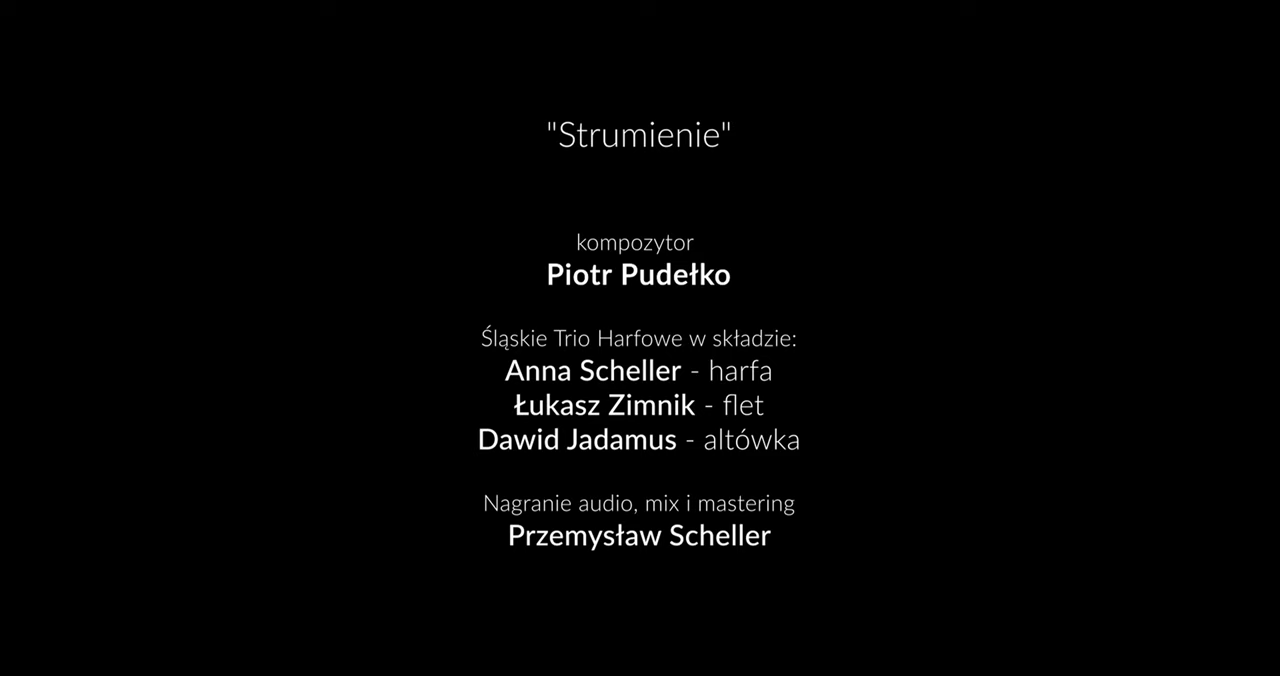 "Strumienie"
kompozytor
Piotr Pudełko
Śląskie Trio Harfowe w składzie:
Anna Scheller - harfa
Łukasz Zimnik - flet
Dawid Jadamus - altówka
Nagranie audio, mix i mastering
Przemysław Scheller